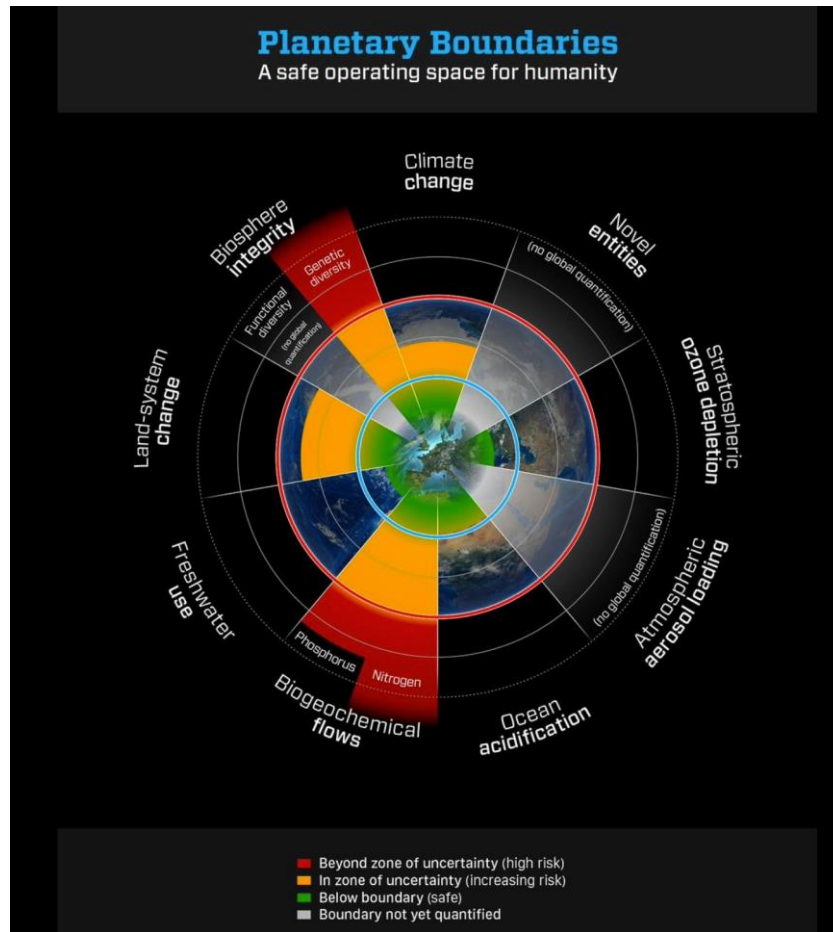 Planetary Boundaries
A safe operating space for humanity
Climate
change
Novel
entities
(no global quantification)
Stratospheric
ozone depletion
Atmospheric
aerosol loading
(no global quantification)
Ocean
acidification
Biogeochemical
flows
Nitrogen
Phosphorus
Freshwater
use
Land-system
change
Biosphere
integrity
Functional
diversity
(no global
quantification)
Genetic
diversity
Beyond zone of uncertainty (high risk)
In zone of uncertainty (increasing risk)
Below boundary (safe)
Boundary not yet quantified